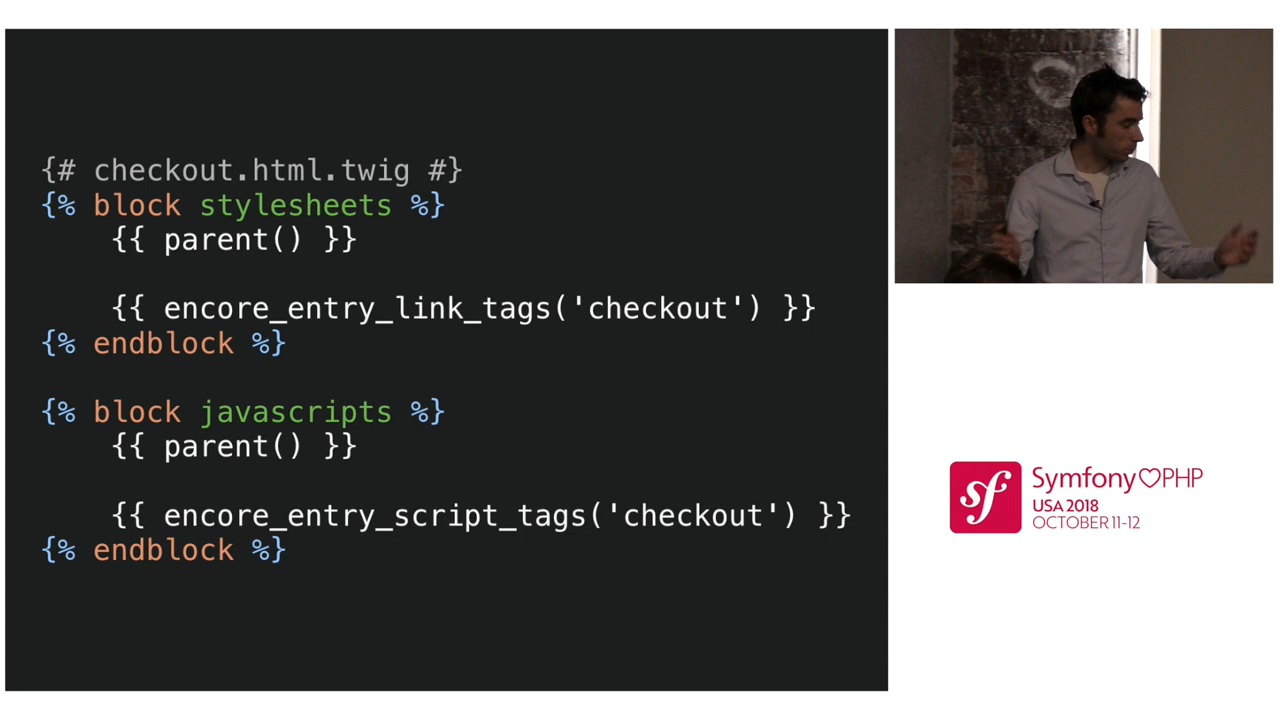 {# checkout.html.twig #}
{% block stylesheets %}
{{ parent() }}
{{ encore_entry_link_tags('checkout') }}
{% endblock %}
{% block javascripts %}
{{ parent() }}
{{ encore_entry_script_tags('checkout') }}
{% endblock %}
sf
Symfony♡PHP
USA 2018
OCTOBER 11-12